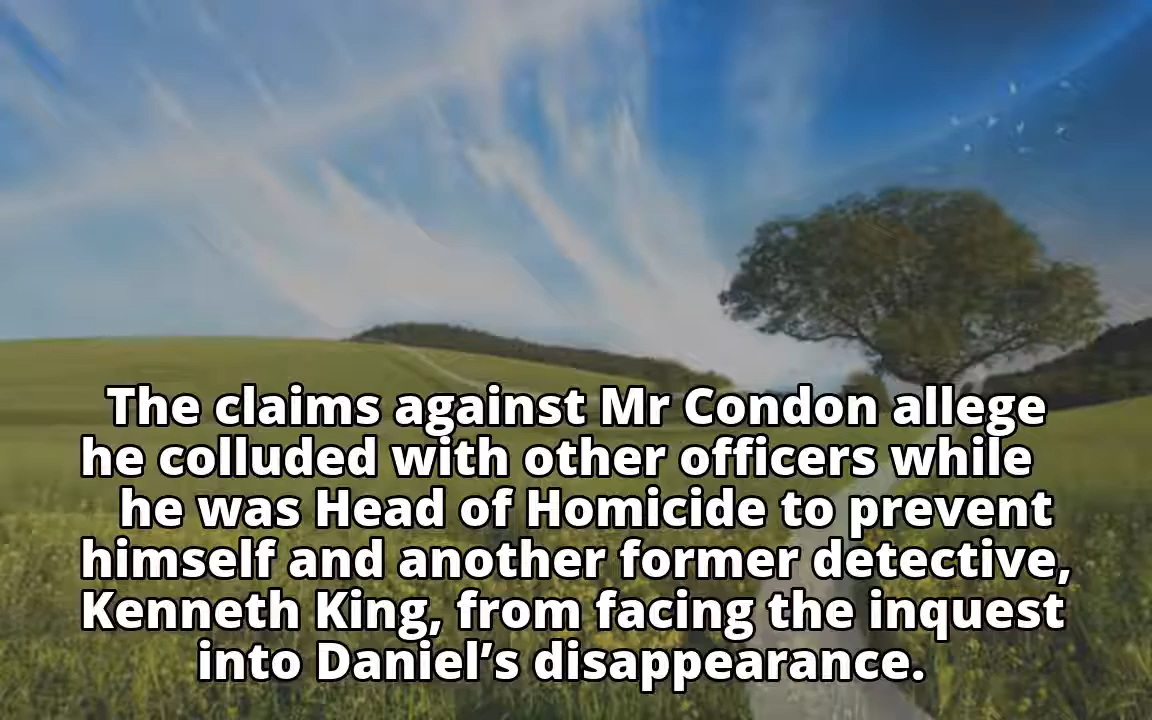 The claims against Mr Condon allege
he colluded with other officers while
he was Head of Homicide to prevent
himself and another former detective,
Kenneth King, from facing the inquest
into Daniel’s disappearance.